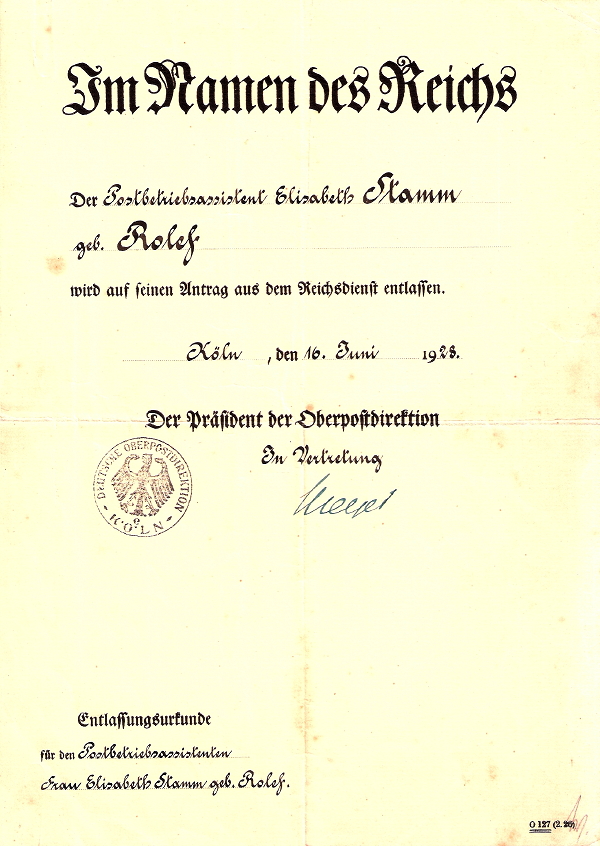 Im Namen des Reichs
Der Postbetriebsassistent Elisabeth Stamm
geb. Rolef
wird auf seinen Antrag aus dem Reichsdienst entlassen.
Köln, den 16. Juni 1928.
Der Präsident der Oberpostdirektion
In Vertretung
DEUTSCHE OBERPOSTDIREKTION
KÖLN
Entlassungsurkunde
für den Postbetriebsassistenten
Frau Elisabeth Stamm geb. Rolef.
O 127 (2. 26)